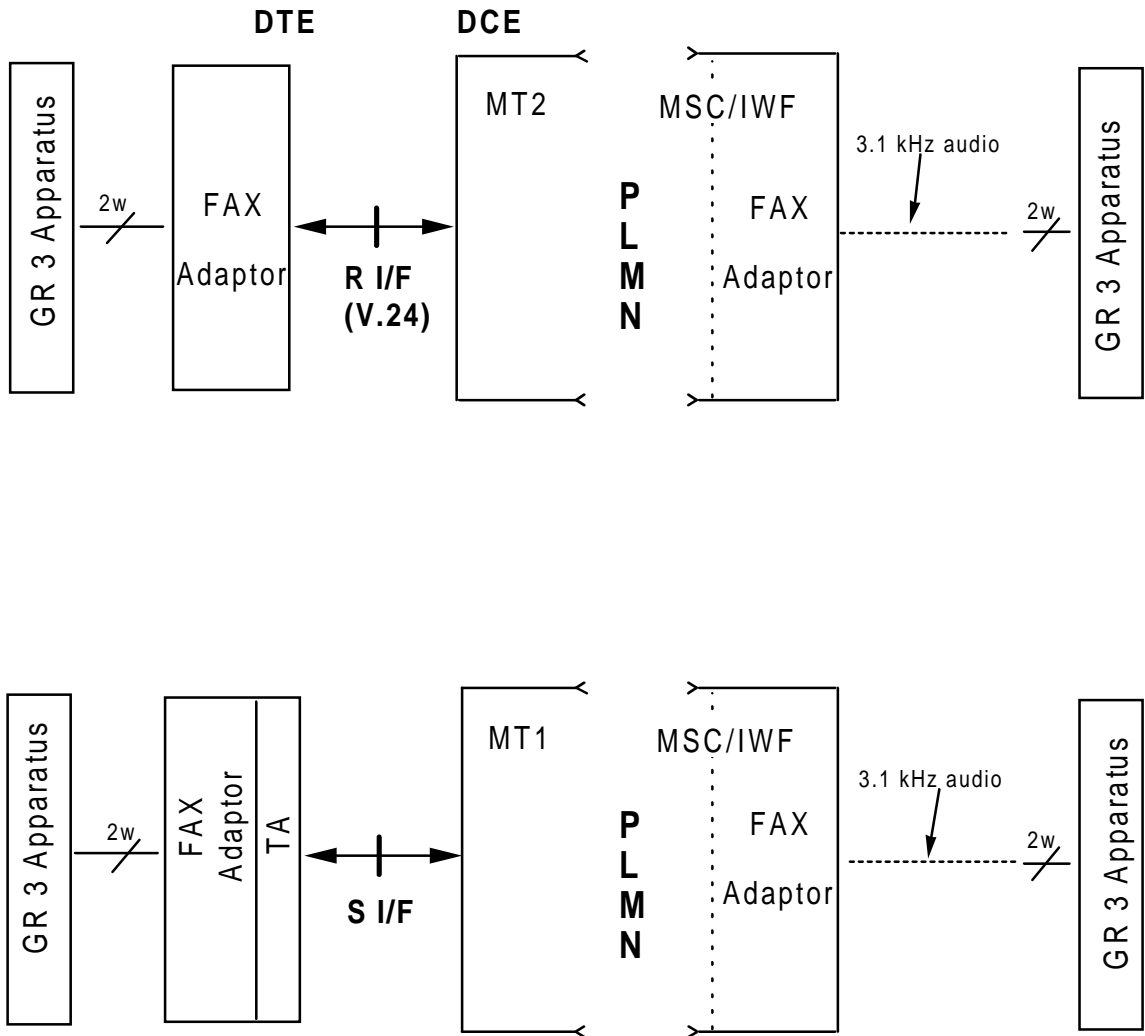 DTE DCE
GR 3 Apparatus
2w
FAX
Adaptor
R I/F
(V.24)
MT2
PLMN
MSC/IWF
FAX
Adaptor
3.1 kHz audio
2w
GR 3 Apparatus
GR 3 Apparatus
2w
FAX
Adaptor
TA
S I/F
MT1
PLMN
MSC/IWF
FAX
Adaptor
3.1 kHz audio
2w
GR 3 Apparatus